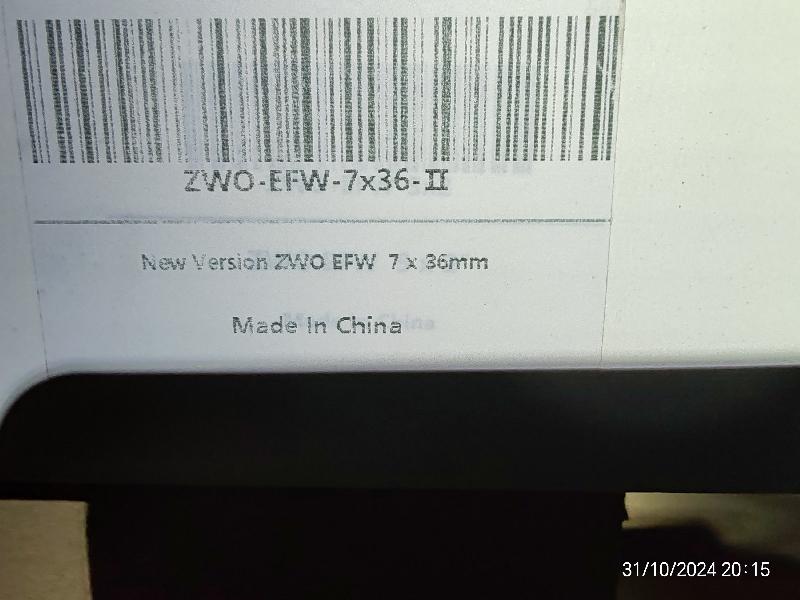 ZWO-EFW-7x36-II
New Version ZWO EFW 7 x 36mm
Made In China
31/10/2024 20:15